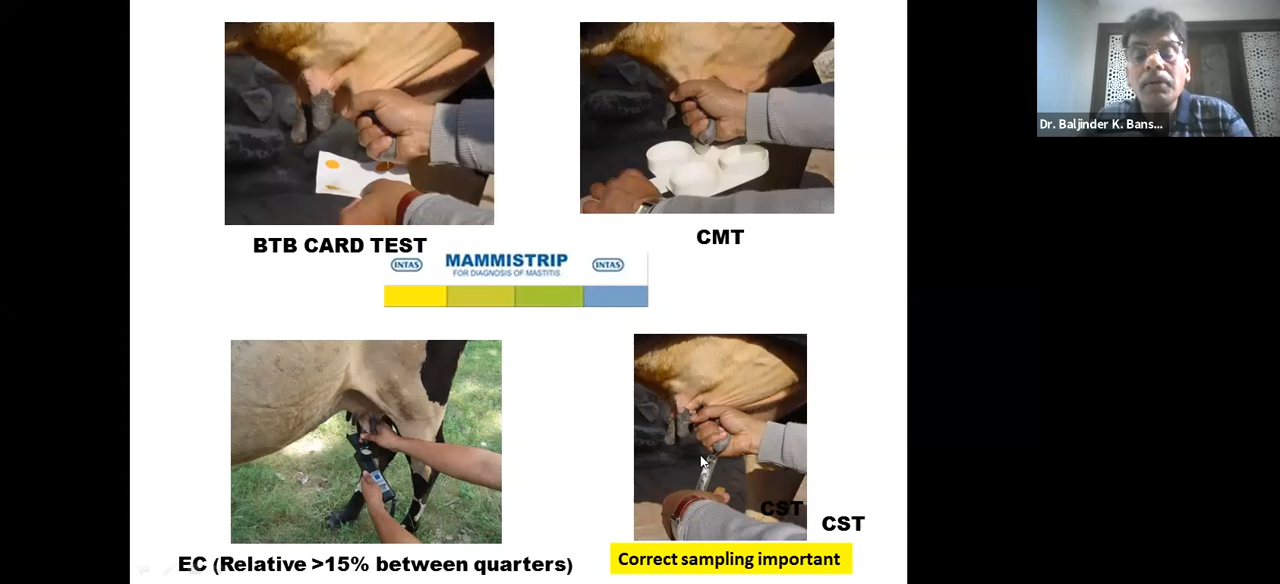 Dr. Baljinder K. Bans...
BTB CARD TEST
CMT
INTAS
MAMMISTRIP
INTAS
FOR DIAGNOSIS OF MASTITIS
CST
CST
EC (Relative >15% between quarters)
Correct sampling important